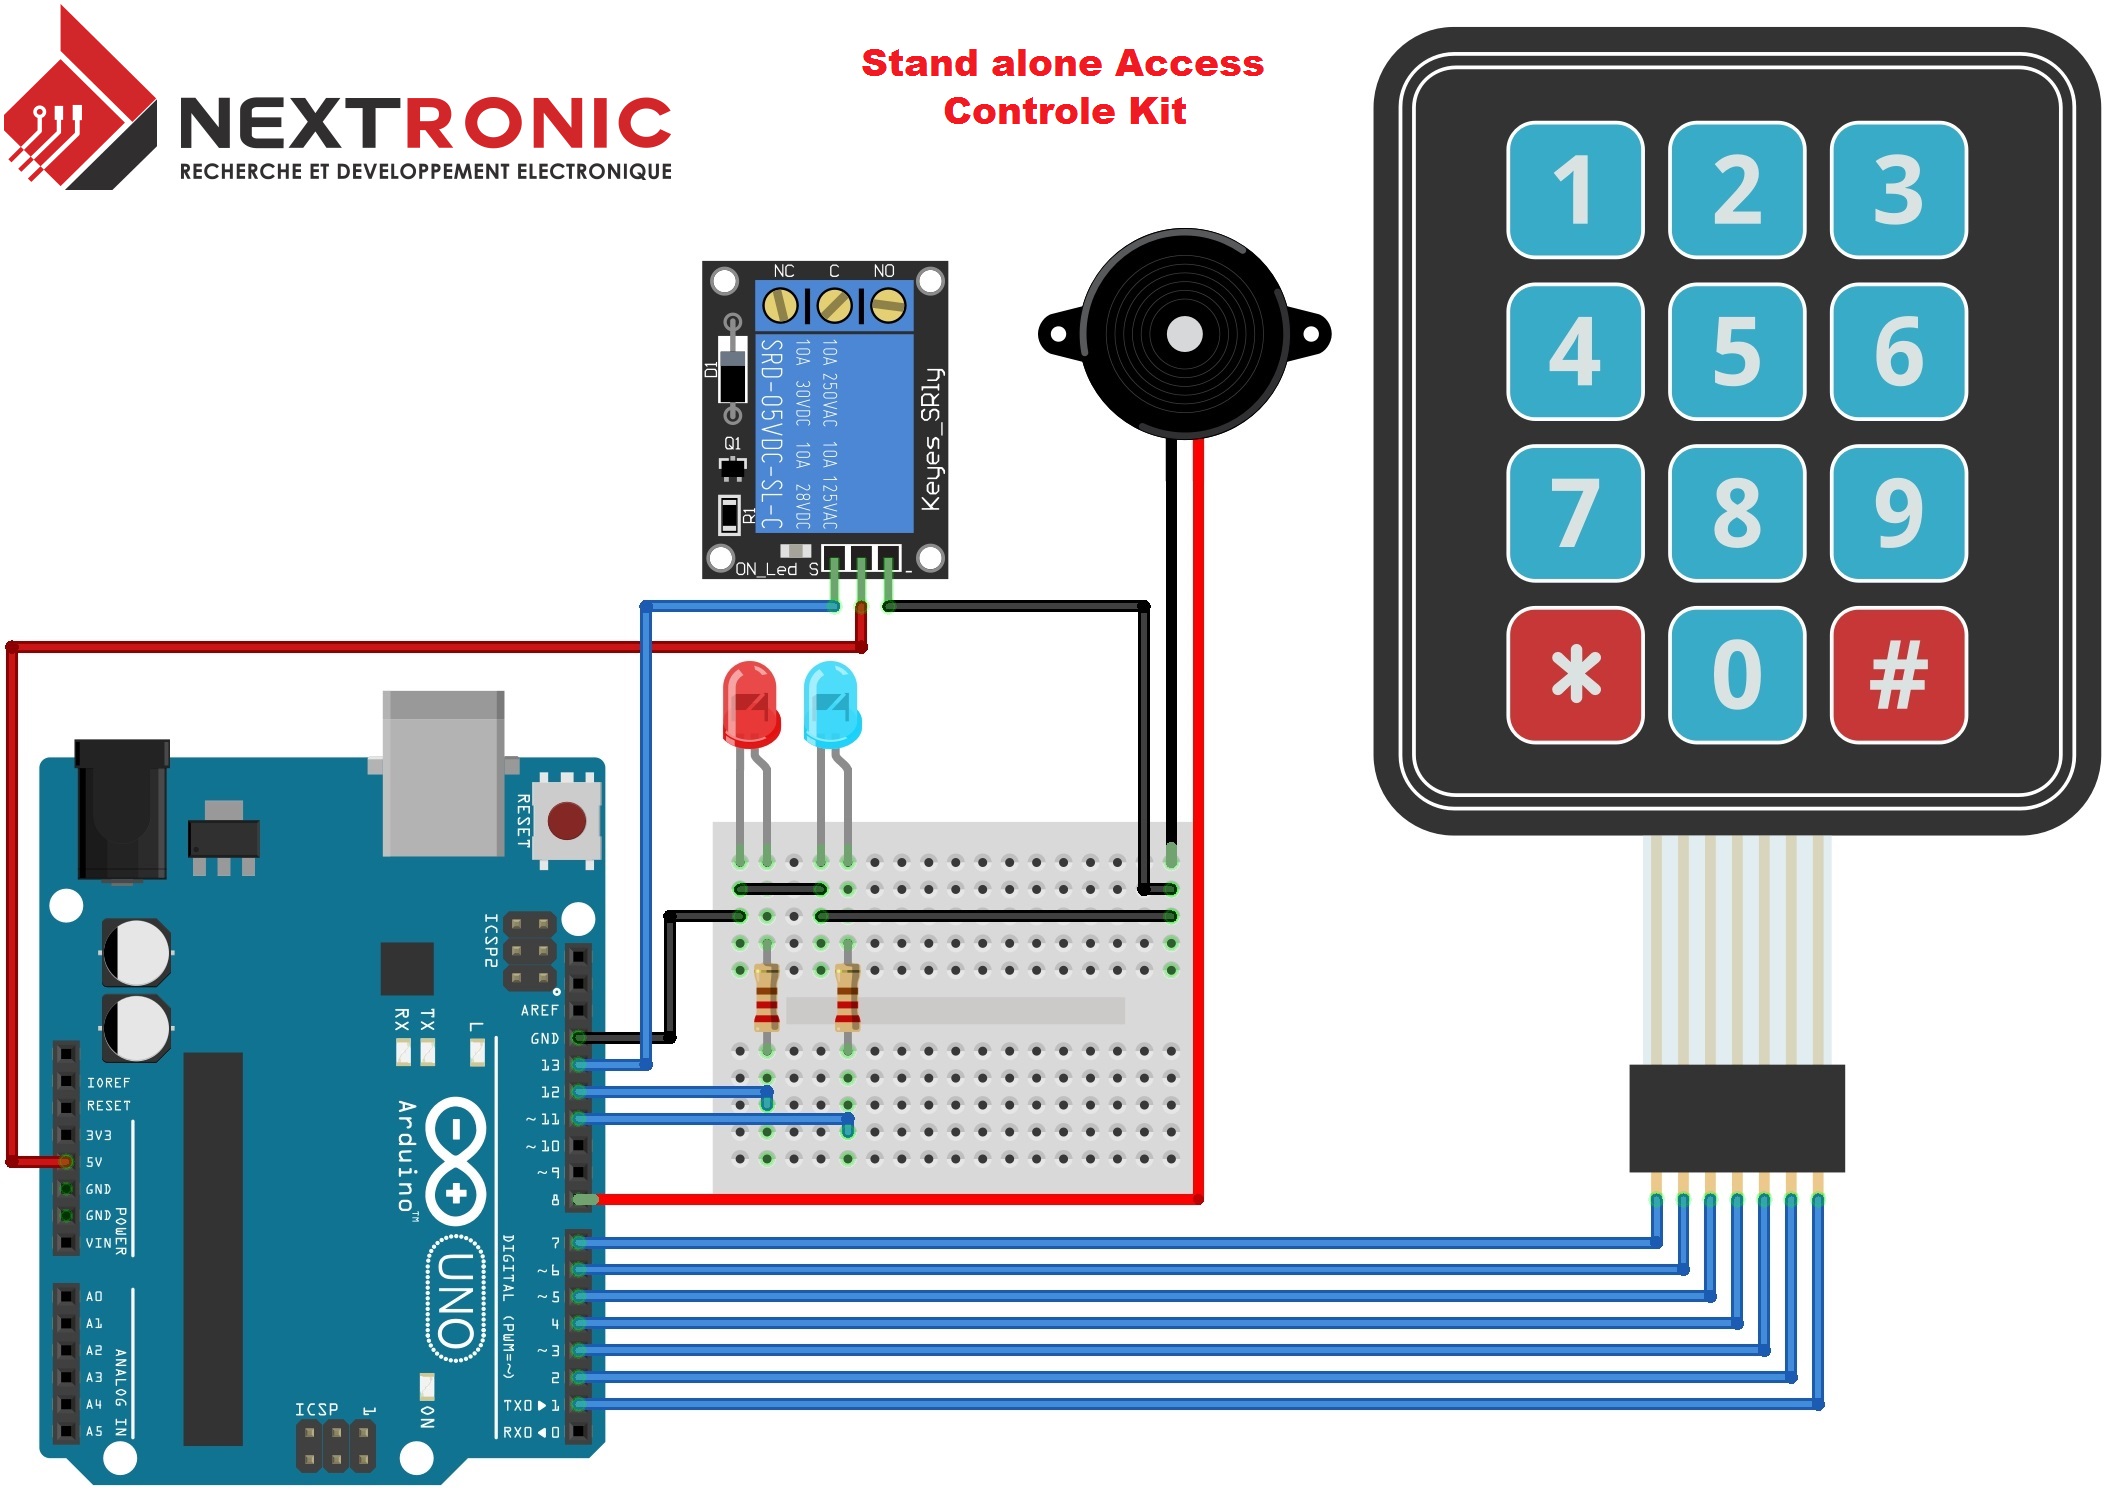 NEXTRONIC
RECHERCHE ET DEVELOPPEMENT ELECTRONIQUE
Stand alone Access
Controle Kit
NC C NO
D1
Q1
R1
SRD-05VDC-SL-C
10A 30VDC 10A 28VDC
10A 250VAC 10A 125VAC
Keyes_SRly
ON_Led S -
1 2 3
4 5 6
7 8 9
* 0 #
RESET
ICSP2
AREF
GND
13
12
~11
~10
~9
8
7
~6
~5
4
~3
2
TX0▶1
RX0◀0
DIGITAL (PWM=~)
RX
TX
L
Arduino™
UNO
ON
ICSP
1
IOREF
RESET
3V3
5V
GND
GND
VIN
POWER
A0
A1
A2
A3
A4
A5
ANALOG IN